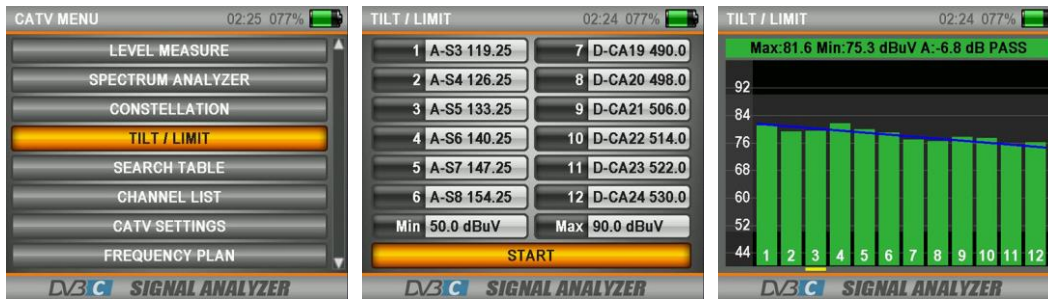 CATV MENU 02:25 077%
LEVEL MEASURE
SPECTRUM ANALYZER
CONSTELLATION
TILT / LIMIT
SEARCH TABLE
CHANNEL LIST
CATV SETTINGS
FREQUENCY PLAN
DVB C SIGNAL ANALYZER
TILT / LIMIT 02:24 077%
1 A-S3 119.25 7 D-CA19 490.0
2 A-S4 126.25 8 D-CA20 498.0
3 A-S5 133.25 9 D-CA21 506.0
4 A-S6 140.25 10 D-CA22 514.0
5 A-S7 147.25 11 D-CA23 522.0
6 A-S8 154.25 12 D-CA24 530.0
Min 50.0 dBuV Max 90.0 dBuV
START
DVB C SIGNAL ANALYZER
TILT / LIMIT 02:24 077%
Max:81.6 Min:75.3 dBuV A:-6.8 dB PASS
92
84
76
68
60
52
44 1 2 3 4 5 6 7 8 9 10 11 12
DVB C SIGNAL ANALYZER